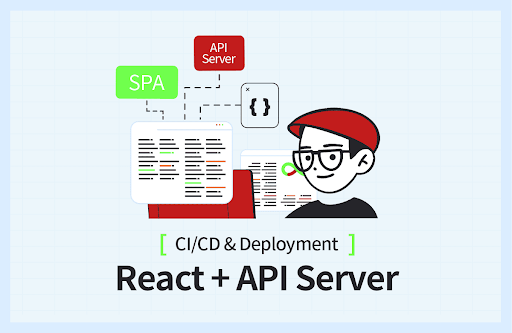 API
Server
SPA
{ }
[ CI/CD & Deployment ]
React + API Server